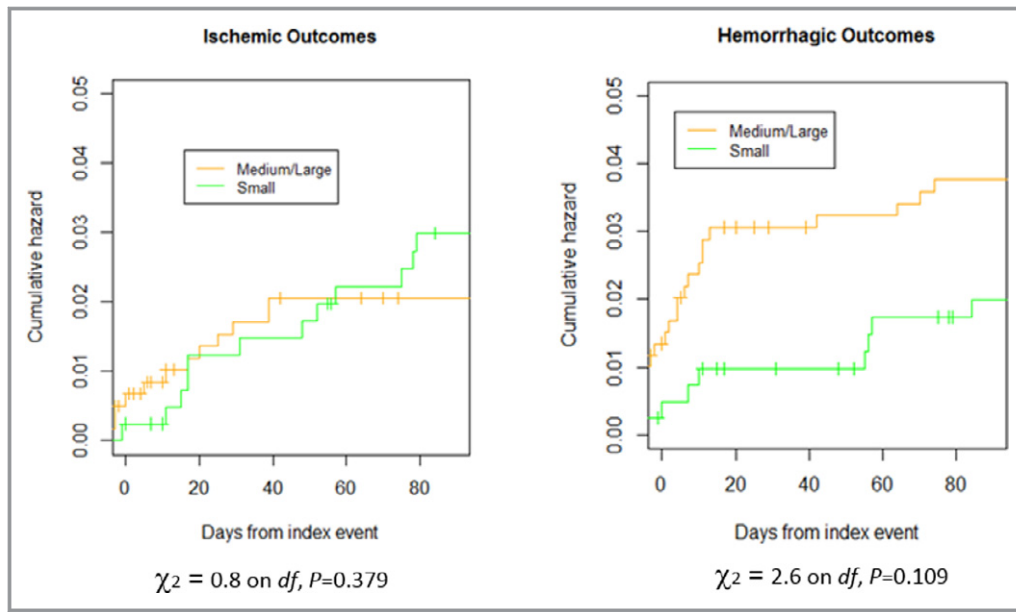 Ischemic Outcomes
Cumulative hazard
0.05
0.04
0.03
0.02
0.01
0.00
Medium/Large
Small
0 20 40 60 80
Days from index event
χ2 = 0.8 on df, P=0.379
Hemorrhagic Outcomes
Cumulative hazard
0.05
0.04
0.03
0.02
0.01
0.00
Medium/Large
Small
0 20 40 60 80
Days from index event
χ2 = 2.6 on df, P=0.109